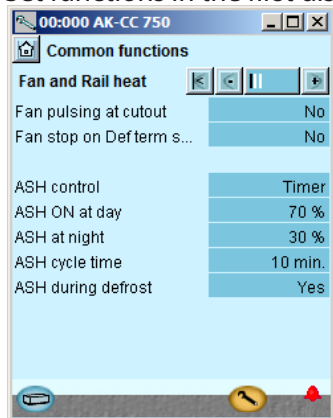 00:000 AK-CC 750
Common functions
Fan and Rail heat
Fan pulsing at cutout No
Fan stop on Def term s... No
ASH control Timer
ASH ON at day 70 %
ASH at night 30 %
ASH cycle time 10 min.
ASH during defrost Yes